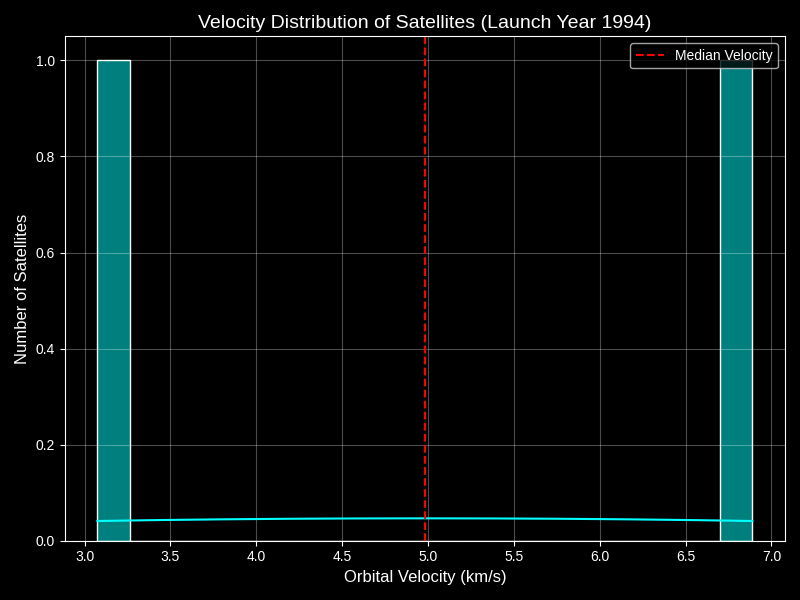 Velocity Distribution of Satellites (Launch Year 1994)
Median Velocity
Number of Satellites
1.0
0.8
0.6
0.4
0.2
0.0
3.0 3.5 4.0 4.5 5.0 5.5 6.0 6.5 7.0
Orbital Velocity (km/s)